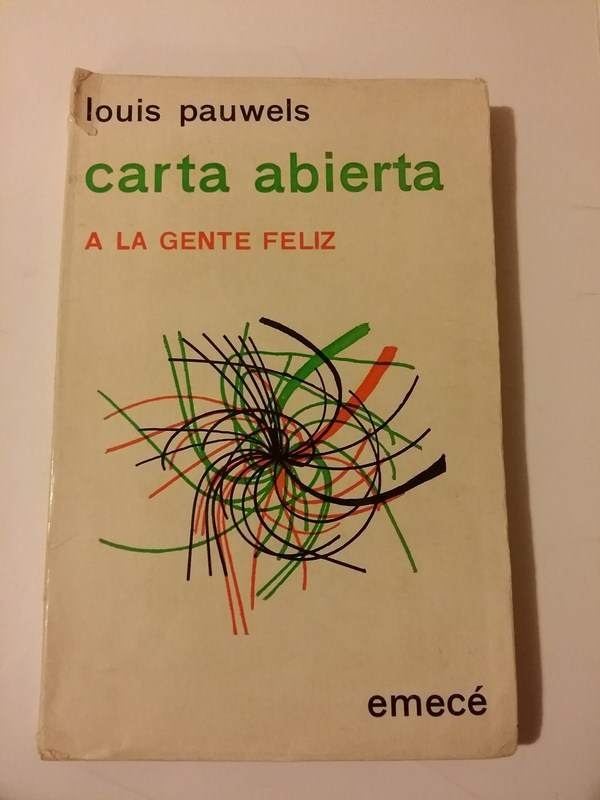 louis pauwels
carta abierta
A LA GENTE FELIZ
emecé